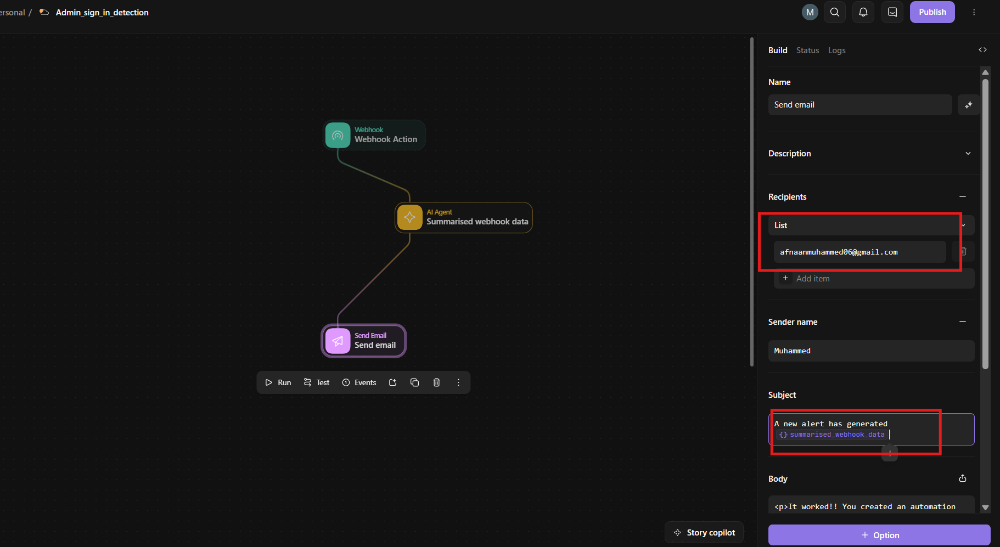 ersonal / Admin_sign_in_detection
M
Publish
Build Status Logs
Name
Send email
Description
Recipients
List
afnaanmuhammed06@gmail.com
+ Add item
Sender name
Muhammed
Subject
A new alert has generated
{} summarised_webhook_data
Body
<p>It worked!! You created an automation
+ Option
Webhook
Webhook Action
AI Agent
Summarised webhook data
Send Email
Send email
Run Test Events
Story copilot